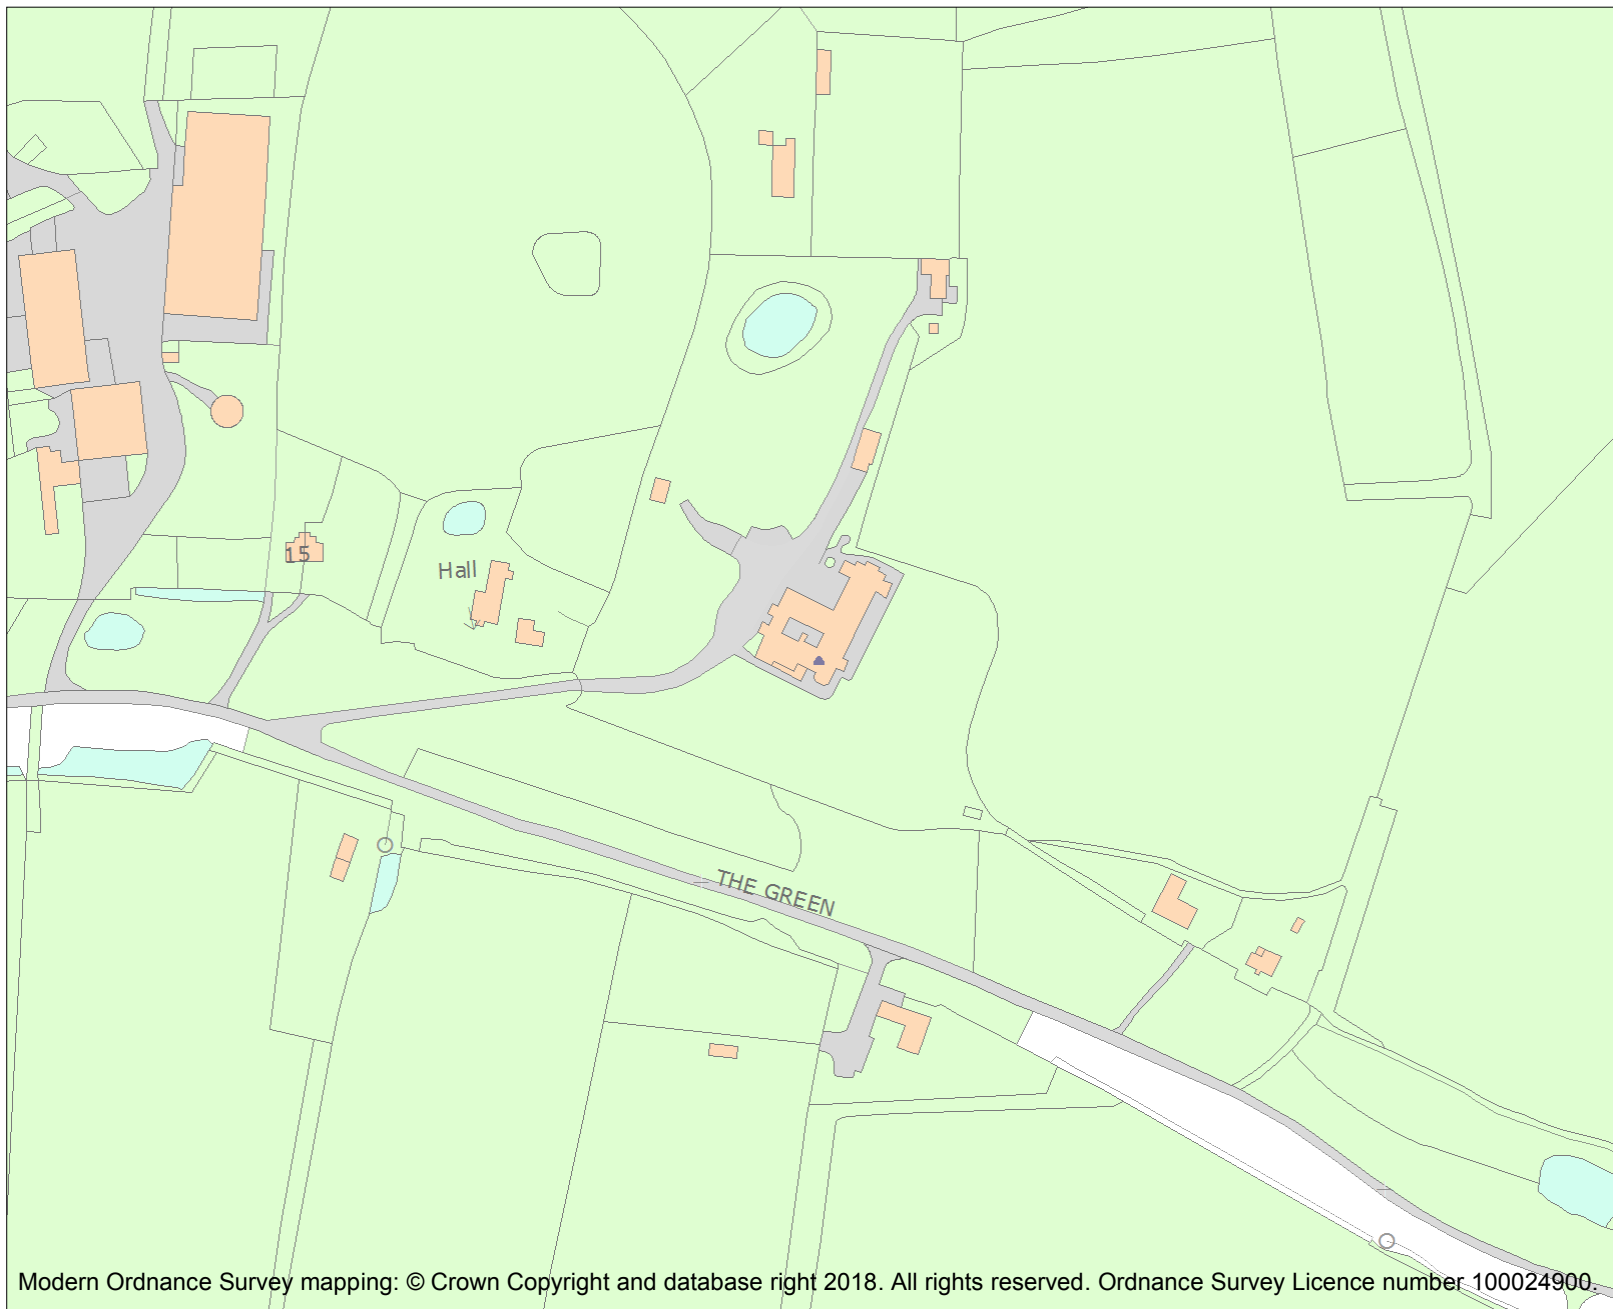 15
Hall
THE GREEN
Modern Ordnance Survey mapping: © Crown Copyright and database right 2018. All rights reserved. Ordnance Survey Licence number 100024900.